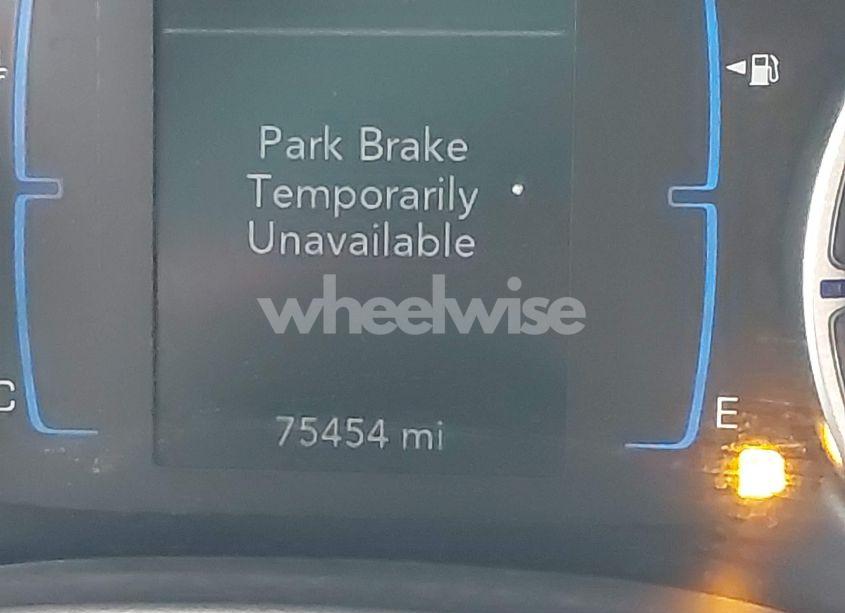 Park Brake
Temporarily
Unavailable
wheelwise
75454 mi
C
E